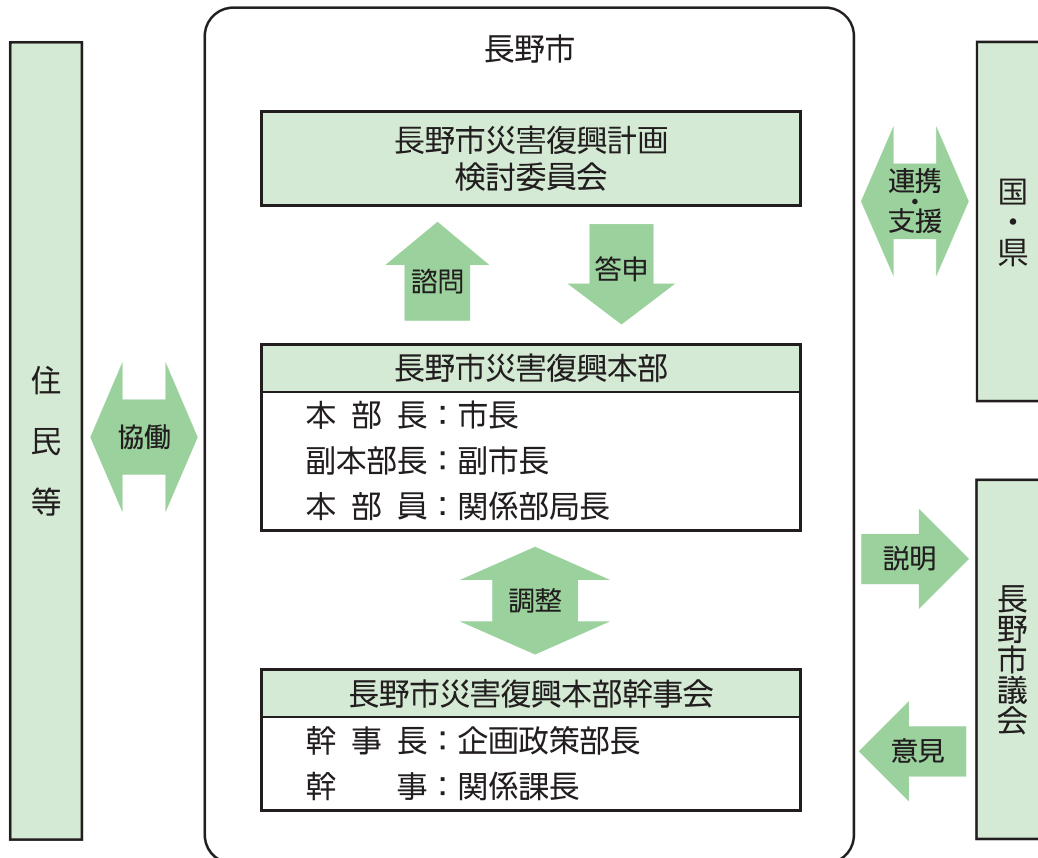 長野市
長野市災害復興計画
検討委員会
諮問
答申
長野市災害復興本部
本部長：市長
副本部長：副市長
本部員：関係部局長
調整
長野市災害復興本部幹事会
幹事長：企画政策部長
幹　事：関係課長
住民等
協働
連携
・
支援
国・県
説明
意見
長野市議会